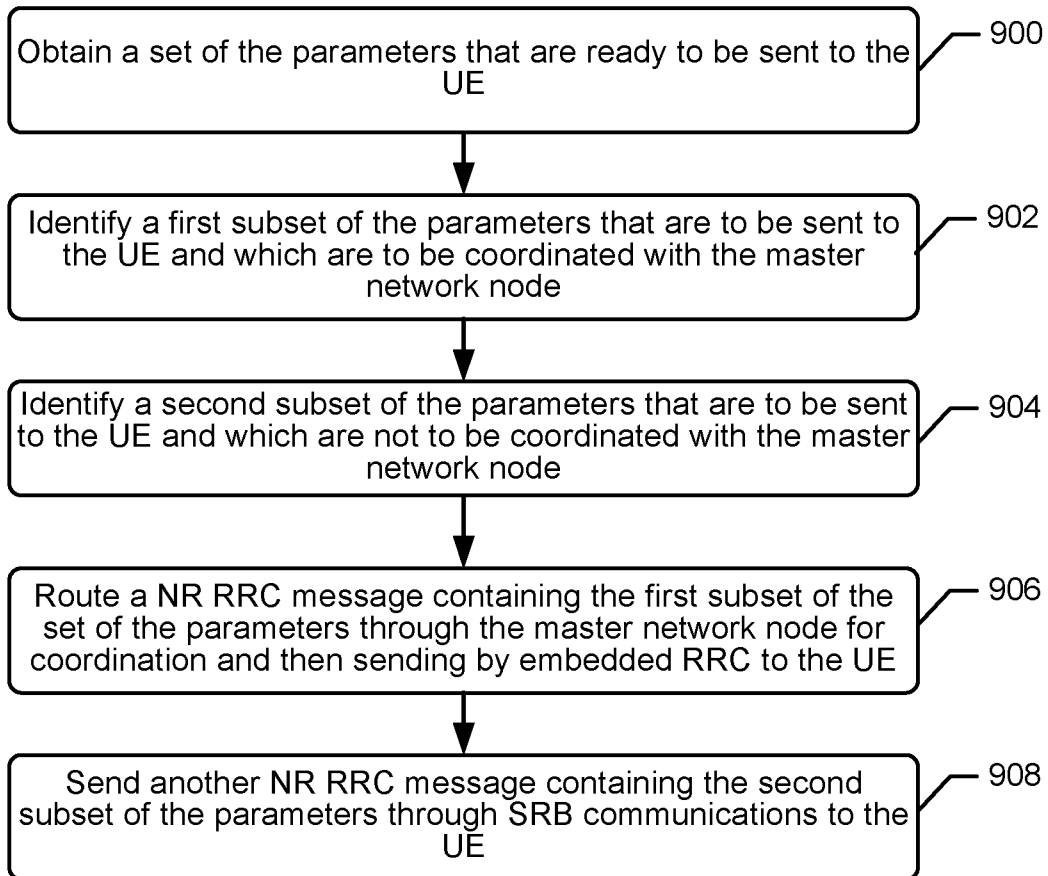 Obtain a set of the parameters that are ready to be sent to the
UE
900
Identify a first subset of the parameters that are to be sent to
the UE and which are to be coordinated with the master
network node
902
Identify a second subset of the parameters that are to be sent
to the UE and which are not to be coordinated with the master
network node
904
Route a NR RRC message containing the first subset of the
set of the parameters through the master network node for
coordination and then sending by embedded RRC to the UE
906
Send another NR RRC message containing the second
subset of the parameters through SRB communications to the
UE
908